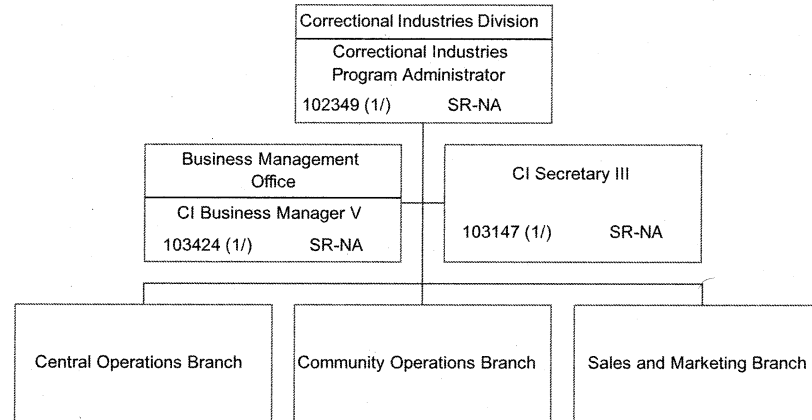 Correctional Industries Division
Correctional Industries
Program Administrator
102349 (1/) SR-NA
Business Management
Office
CI Business Manager V
103424 (1/) SR-NA
CI Secretary III
103147 (1/) SR-NA
Central Operations Branch
Community Operations Branch
Sales and Marketing Branch